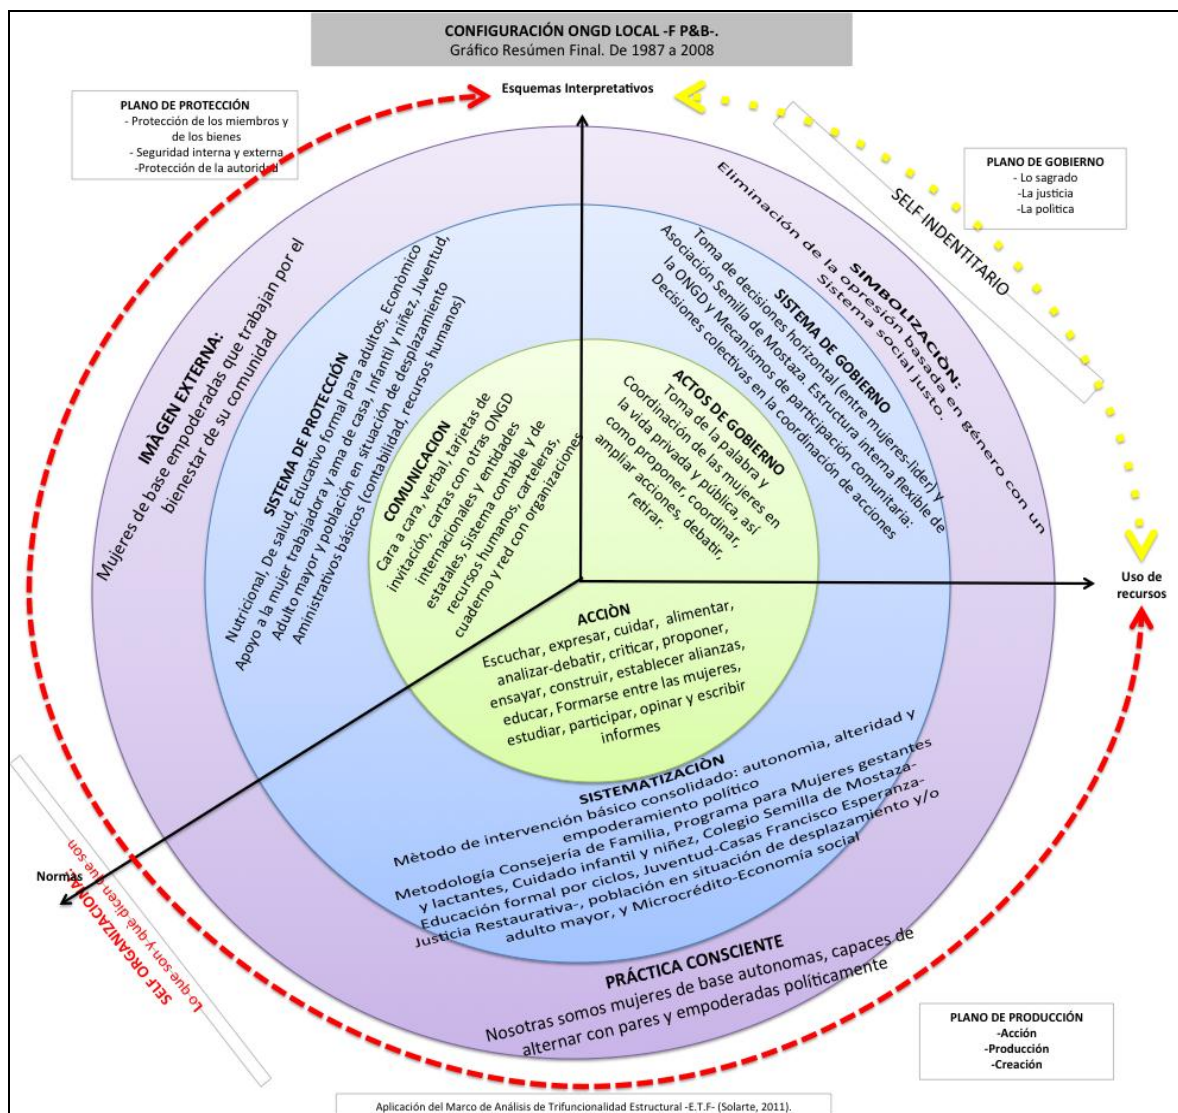 CONFIGURACIÓN ONGD LOCAL -F P&B-.
Gráfico Resúmen Final. De 1987 a 2008
Esquemas Interpretativos
PLANO DE PROTECCIÓN
- Protección de los miembros y
de los bienes
- Seguridad interna y externa
-Protección de la autoridad
PLANO DE GOBIERNO
- Lo sagrado
-La justicia
-La polìtica
SELF INDENTITARIO
SIMBOLIZACIÒN:
Eliminación de la opresión basada en género con un
Sistema social justo.
SISTEMA DE GOBIERNO
Toma de decisiones horizontal (entre mujeres-lider) y
Asociación Semilla de Mostaza. Estructura interna flexible de
la ONGD y Mecanismos de participación comunitaria:
Decisiones colectivas en la coordinación de acciones
ACTOS DE GOBIERNO
Toma de la palabra y
Coordinación de las mujeres en
la vida privada y pública, así
como proponer, coordinar,
ampliar acciones, debatir,
retirar.
IMÀGEN EXTERNA:
Mujeres de base empoderadas que trabajan por el
bienestar de su comunidad
SISTEMA DE PROTECCIÓN
Nutricional, De salud, Educativo formal para adultos, Econòmico
Apoyo a la mujer trabajadora y ama de casa, Infantil y niñez, Juventud,
Adulto mayor y población en situación de desplazamiento
Aministrativos básicos (contabilidad, recursos humanos)
COMUNICACIÓN
Cara a cara, verbal, tarjetas de
invitación, cartas con otras ONGD
internacionales y entidades
estatales, Sistema contable y de
recursos humanos, carteleras,
cuaderno y red con organizaciones
Uso de
recursos
ACCIÒN
Escuchar, expresar, cuidar, alimentar,
analizar-debatir, criticar, proponer,
ensayar, construir, establecer alianzas,
educar, Formarse entre las mujeres,
estudiar, participar, opinar y escribir
informes
SISTEMATIZACIÒN
Mètodo de intervención básico consolidado: autonomia, alteridad y
empoderamiento político
Metodología Consejería de Familia, Programa para Mujeres gestantes
y lactantes, Cuidado infantil y niñez, Colegio Semilla de Mostaza-
Educación formal por ciclos, Juventud-Casas Francisco Esperanza-
Justicia Restaurativa-, población en situación de desplazamiento y/o
adulto mayor, y Microcrédito-Economía social
Normas
SELF ORGANIZACIONAL.
Lo que son y què dicen que son
PRÁCTICA CONSCIENTE
Nosotras somos mujeres de base autonomas, capaces de
alternar con pares y empoderadas políticamente
PLANO DE PRODUCCIÓN
-Acción
-Producción
-Creación
Aplicación del Marco de Análisis de Trifuncionalidad Estructural -E.T.F- (Solarte, 2011).